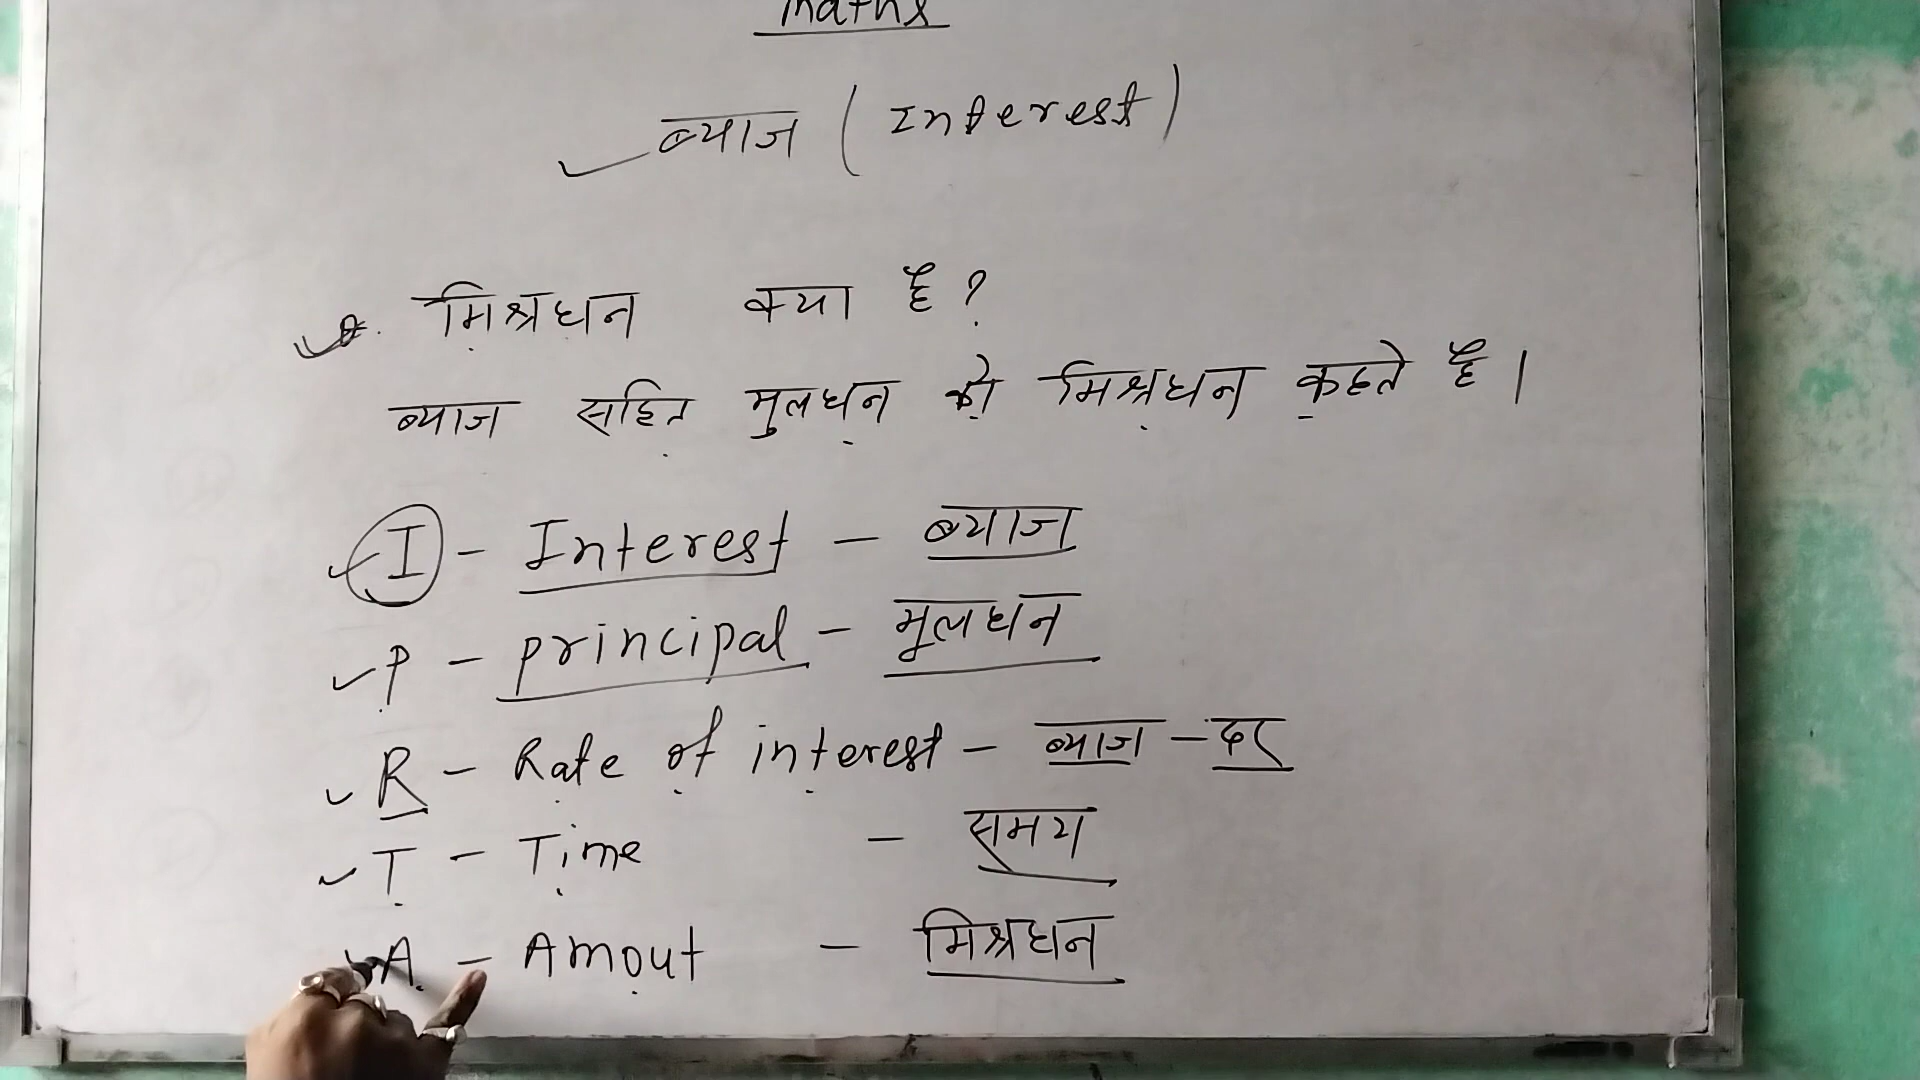 Maths
ब्याज (Interest)
मिश्रधन क्या है?
ब्याज सहित मुलधन को मिश्रधन कहते है।
I - Interest - ब्याज
P - principal - मुलधन
R - Rate of interest - ब्याज - दर
T - Time - समय
A - Amout - मिश्रधन